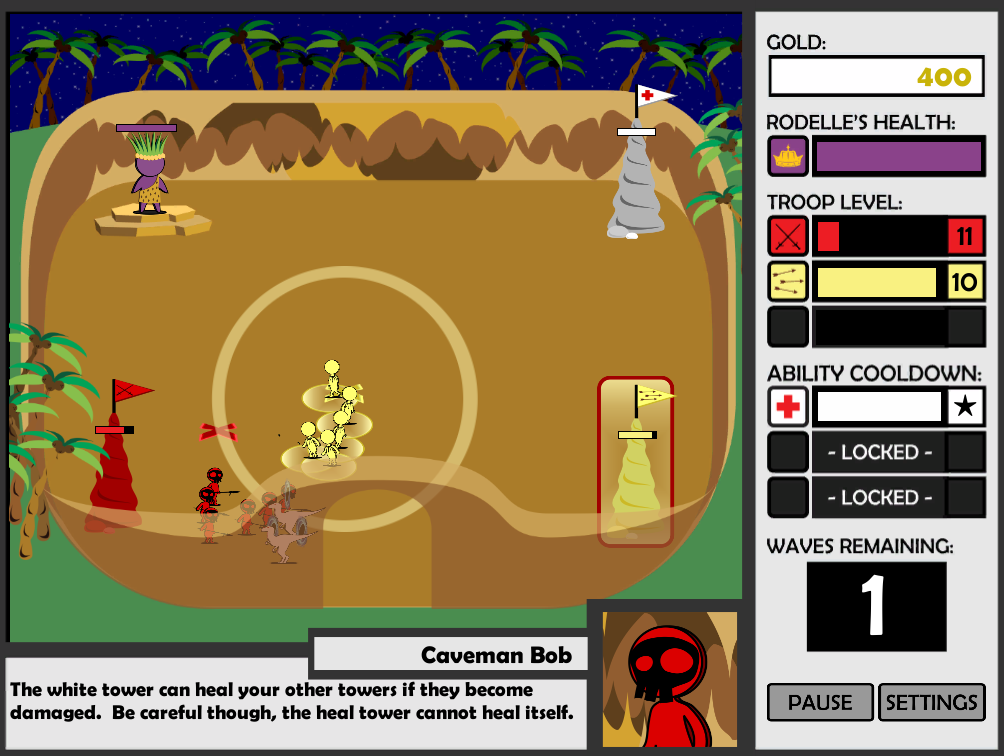 GOLD:
400
RODELLE'S HEALTH:
TROOP LEVEL:
11
10
ABILITY COOLDOWN:
- LOCKED -
- LOCKED -
WAVES REMAINING:
1
PAUSE
SETTINGS
Caveman Bob
The white tower can heal your other towers if they become
damaged. Be careful though, the heal tower cannot heal itself.